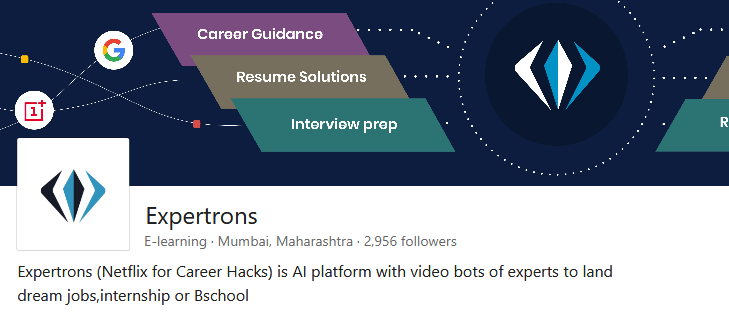 Career Guidance
Resume Solutions
Interview prep
R
Expertrons
E-learning · Mumbai, Maharashtra · 2,956 followers
Expertrons (Netflix for Career Hacks) is AI platform with video bots of experts to land
dream jobs,internship or Bschool